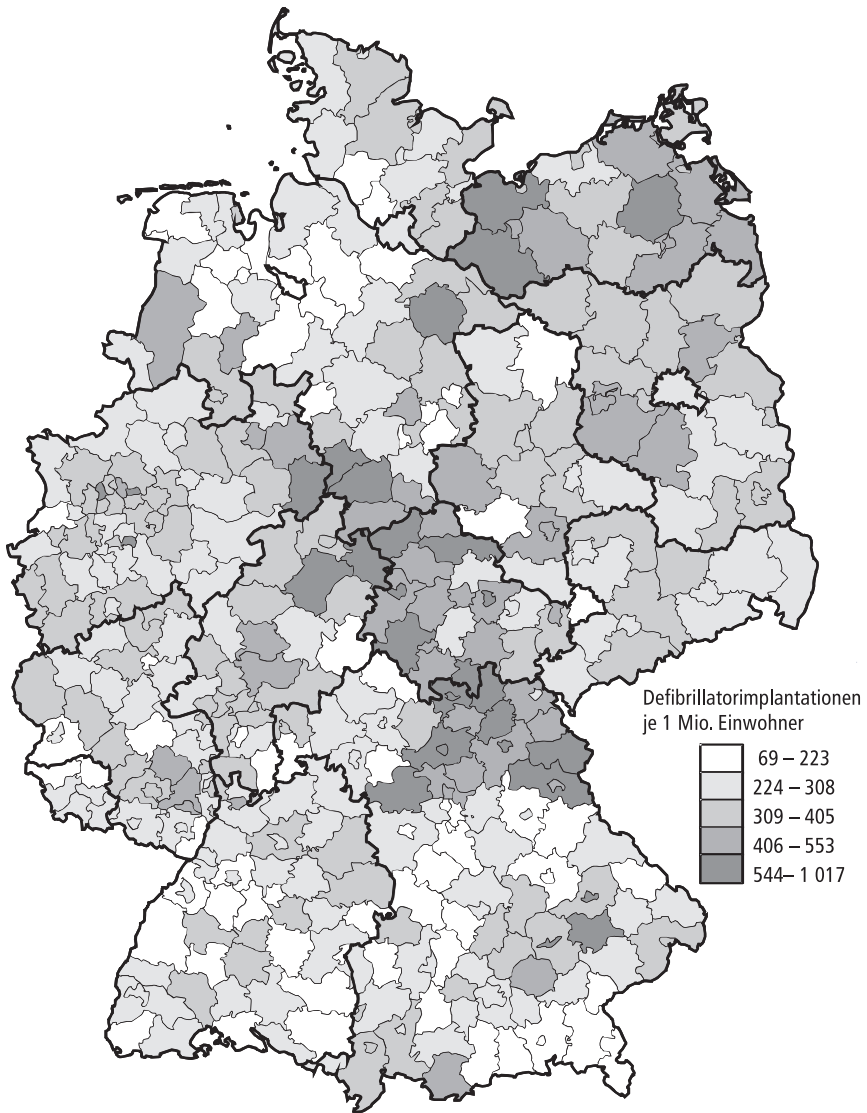 Defibrillatorimplantationen
je 1 Mio. Einwohner
69 – 223
224 – 308
309 – 405
406 – 553
544– 1 017